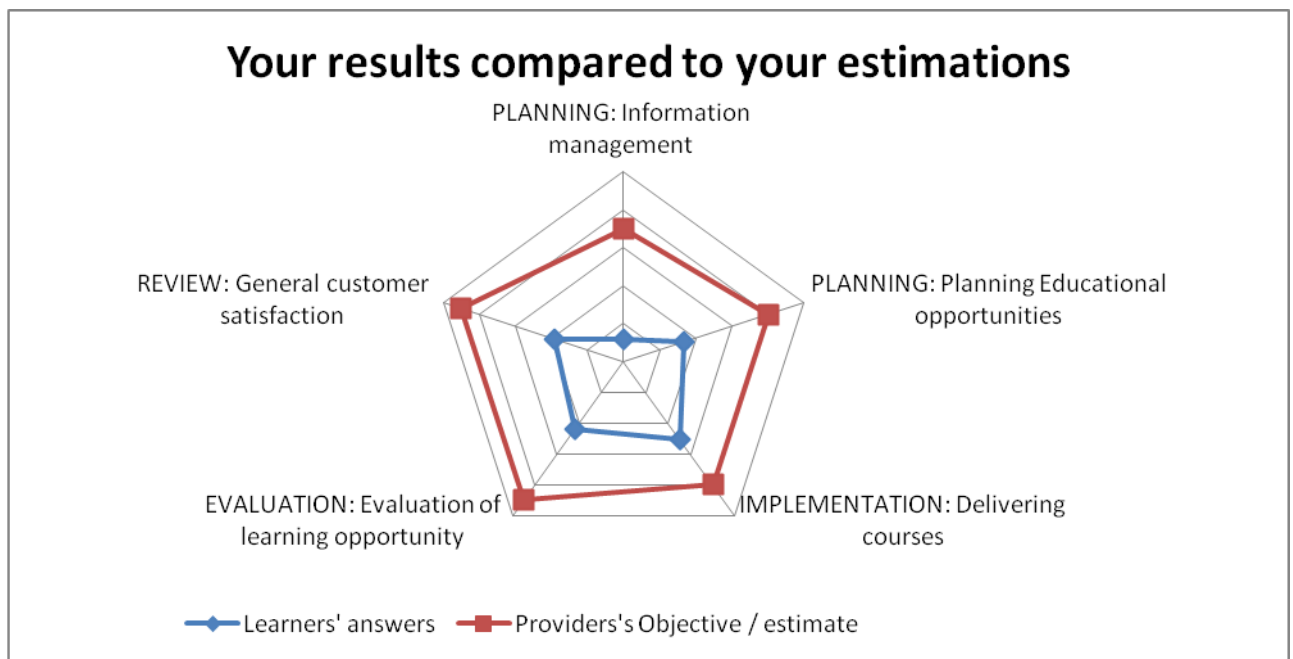 Your results compared to your estimations
PLANNING: Information
management
PLANNING: Planning Educational
opportunities
IMPLEMENTATION: Delivering
courses
EVALUATION: Evaluation of
learning opportunity
REVIEW: General customer
satisfaction
Learners' answers
Providers's Objective / estimate